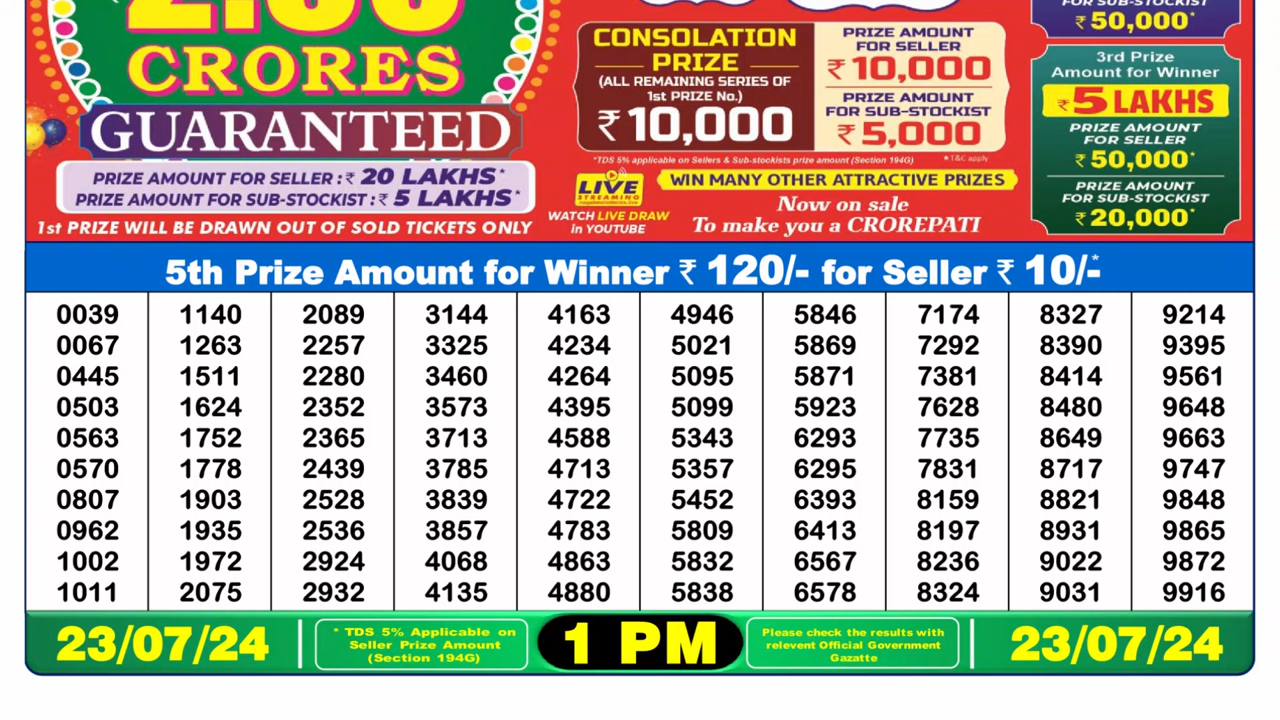 CRORES
GUARANTEED
PRIZE AMOUNT FOR SELLER :₹ 20 LAKHS*
PRIZE AMOUNT FOR SUB-STOCKIST :₹ 5 LAKHS*
1st PRIZE WILL BE DRAWN OUT OF SOLD TICKETS ONLY
CONSOLATION
PRIZE
(ALL REMAINING SERIES OF
1st PRIZE No.)
₹ 10,000
PRIZE AMOUNT
FOR SELLER
₹ 10,000
PRIZE AMOUNT
FOR SUB-STOCKIST
₹ 5,000
*TDS 5% applicable on Sellers & Sub-stockists prize amount (Section 194G)
*T&C apply
LIVE
STREAMING
WATCH LIVE DRAW
in YOUTUBE
WIN MANY OTHER ATTRACTIVE PRIZES
Now on sale
To make you a CROREPATI
FOR SUB-STOCKIST
₹ 50,000*
3rd Prize
Amount for Winner
₹ 5 LAKHS
PRIZE AMOUNT
FOR SELLER
₹ 50,000*
PRIZE AMOUNT
FOR SUB-STOCKIST
₹ 20,000*
5th Prize Amount for Winner ₹ 120/- for Seller ₹ 10/-*
0039 1140 2089 3144 4163 4946 5846 7174 8327 9214
0067 1263 2257 3325 4234 5021 5869 7292 8390 9395
0445 1511 2280 3460 4264 5095 5871 7381 8414 9561
0503 1624 2352 3573 4395 5099 5923 7628 8480 9648
0563 1752 2365 3713 4588 5343 6293 7735 8649 9663
0570 1778 2439 3785 4713 5357 6295 7831 8717 9747
0807 1903 2528 3839 4722 5452 6393 8159 8821 9848
0962 1935 2536 3857 4783 5809 6413 8197 8931 9865
1002 1972 2924 4068 4863 5832 6567 8236 9022 9872
1011 2075 2932 4135 4880 5838 6578 8324 9031 9916
23/07/24
* TDS 5% Applicable on
Seller Prize Amount
(Section 194G)
1 PM
Please check the results with
relevent Official Government
Gazatte
23/07/24